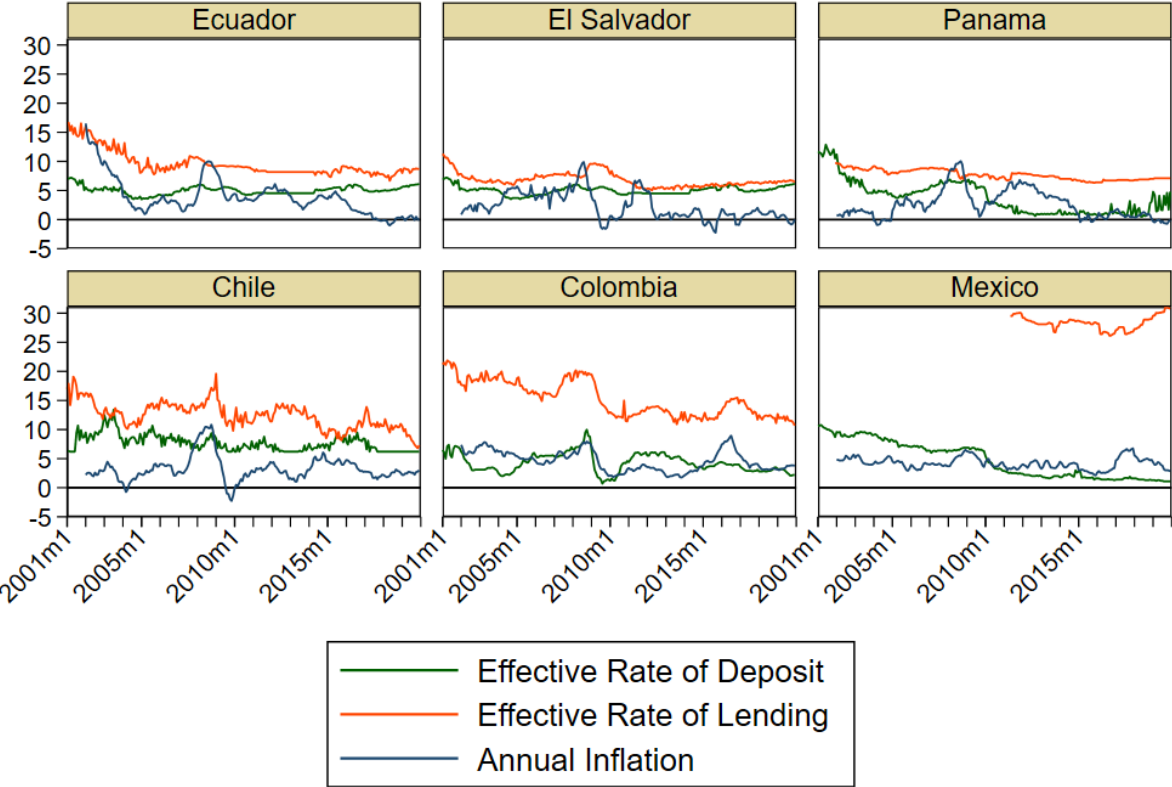 Ecuador
El Salvador
Panama
30
25
20
15
10
5
0
-5
Chile
Colombia
Mexico
30
25
20
15
10
5
0
-5
2001m1
2005m1
2010m1
2015m1
2001m1
2005m1
2010m1
2015m1
2001m1
2005m1
2010m1
2015m1
Effective Rate of Deposit
Effective Rate of Lending
Annual Inflation